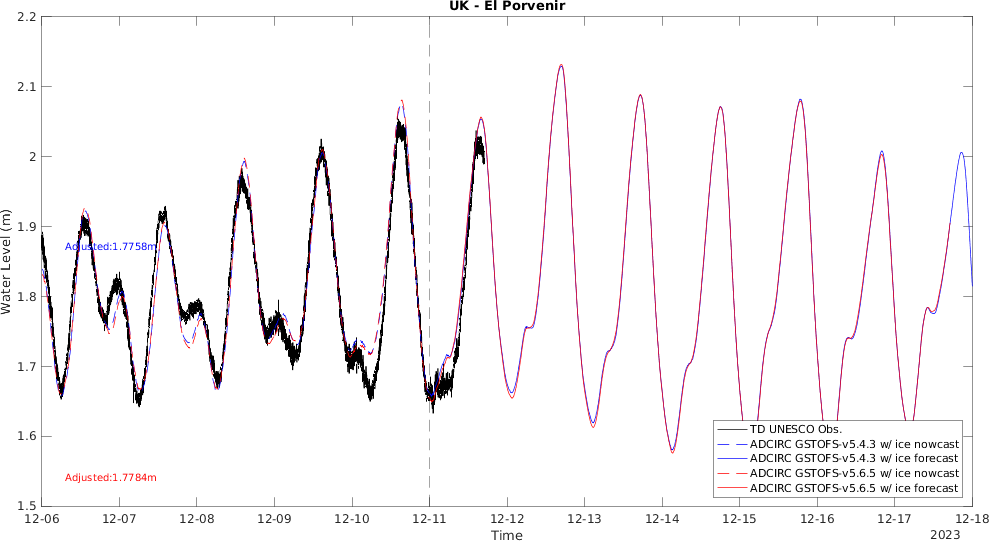 UK - El Porvenir
2.2
2.1
2
1.9
1.8
1.7
1.6
1.5
Water Level (m)
Adjusted:1.7758m
Adjusted:1.7784m
TD UNESCO Obs.
ADCIRC GSTOFS-v5.4.3 w/ ice nowcast
ADCIRC GSTOFS-v5.4.3 w/ ice forecast
ADCIRC GSTOFS-v5.6.5 w/ ice nowcast
ADCIRC GSTOFS-v5.6.5 w/ ice forecast
12-06 12-07 12-08 12-09 12-10 12-11 12-12 12-13 12-14 12-15 12-16 12-17 12-18
Time
2023